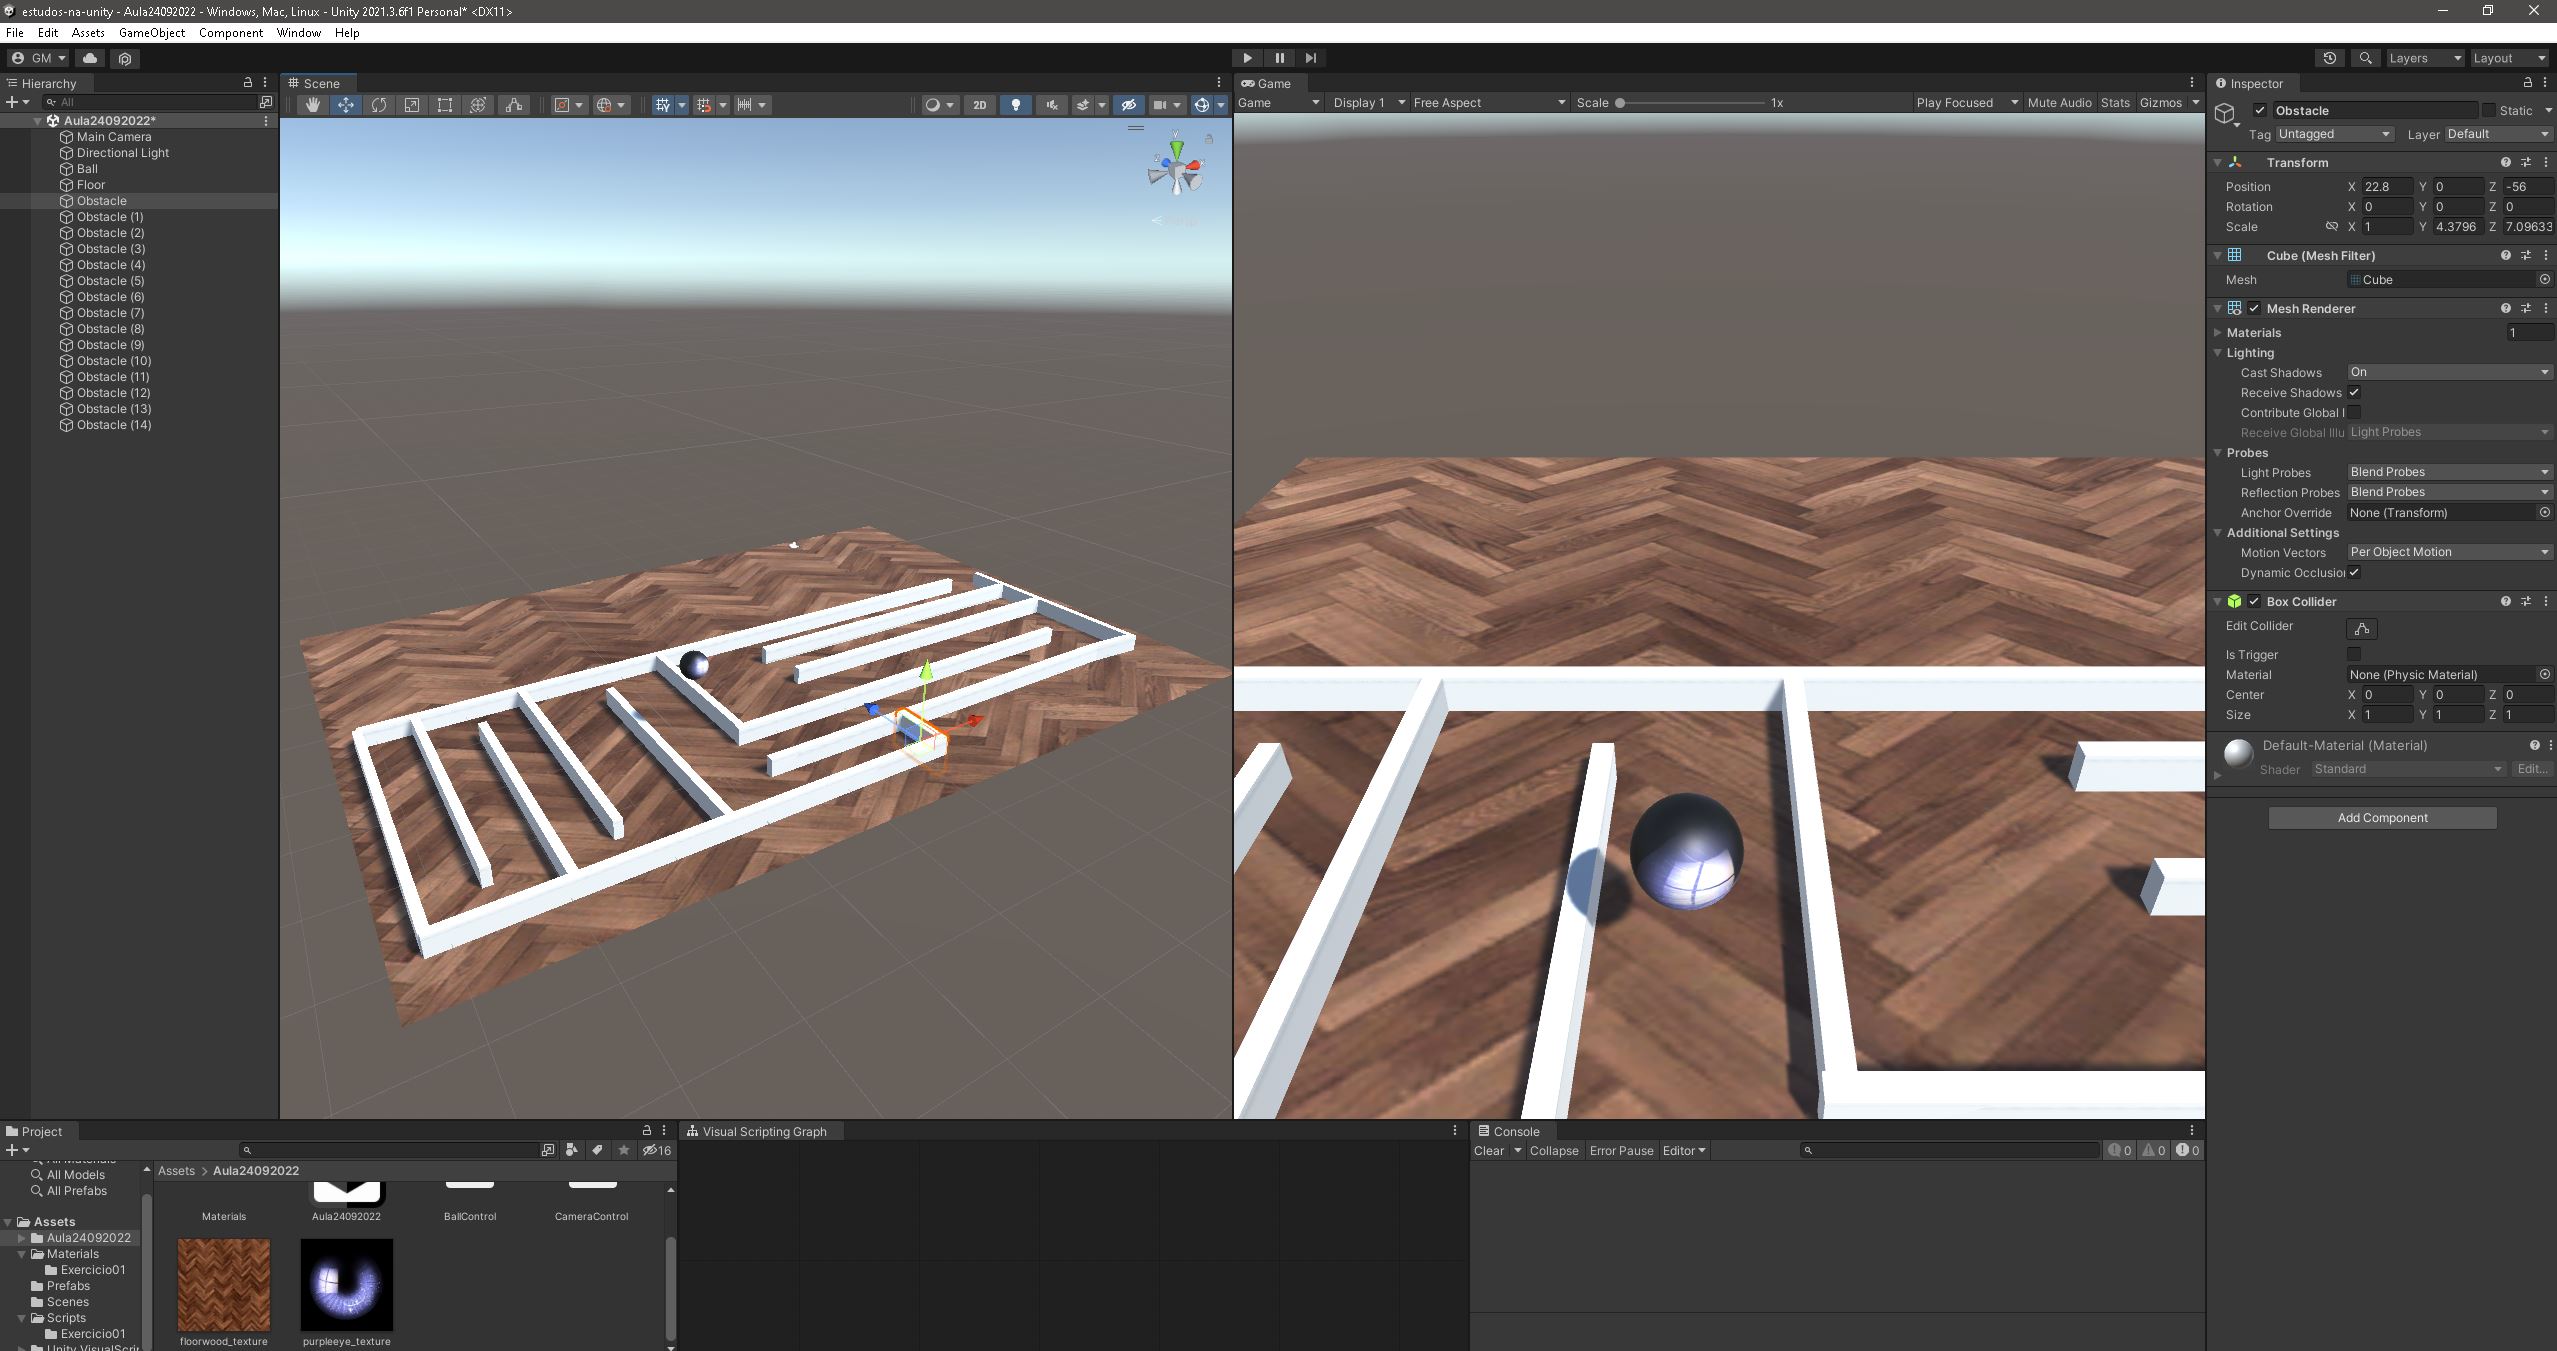 estudos-na-unity - Aula24092022 - Windows, Mac, Linux - Unity 2021.3.6f1 Personal* <DX11>
File Edit Assets GameObject Component Window Help
GM
Layers Layout
Hierarchy
All
Aula24092022*
Main Camera
Directional Light
Ball
Floor
Obstacle
Obstacle (1)
Obstacle (2)
Obstacle (3)
Obstacle (4)
Obstacle (5)
Obstacle (6)
Obstacle (7)
Obstacle (8)
Obstacle (9)
Obstacle (10)
Obstacle (11)
Obstacle (12)
Obstacle (13)
Obstacle (14)
Scene
2D
y
x
z
Game
Game Display 1 Free Aspect Scale 1x Play Focused Mute Audio Stats Gizmos
Inspector
Obstacle Static
Tag Untagged Layer Default
Transform
Position X 22.8 Y 0 Z -56
Rotation X 0 Y 0 Z 0
Scale X 1 Y 4.3796 Z 7.09633
Cube (Mesh Filter)
Mesh Cube
Mesh Renderer
Materials 1
Lighting
Cast Shadows On
Receive Shadows
Contribute Global I
Receive Global Illu Light Probes
Probes
Light Probes Blend Probes
Reflection Probes Blend Probes
Anchor Override None (Transform)
Additional Settings
Motion Vectors Per Object Motion
Dynamic Occlusio
Box Collider
Edit Collider
Is Trigger
Material None (Physic Material)
Center X 0 Y 0 Z 0
Size X 1 Y 1 Z 1
Default-Material (Material)
Shader Standard Edit...
Add Component
Project
16
All Models
All Prefabs
Assets
Aula24092022
Materials
Exercicio01
Prefabs
Scenes
Scripts
Exercicio01
Assets > Aula24092022
Materials Aula24092022 BallControl CameraControl
floorwood_texture purpleeye_texture
Visual Scripting Graph
Console
Clear Collapse Error Pause Editor
0 0 0